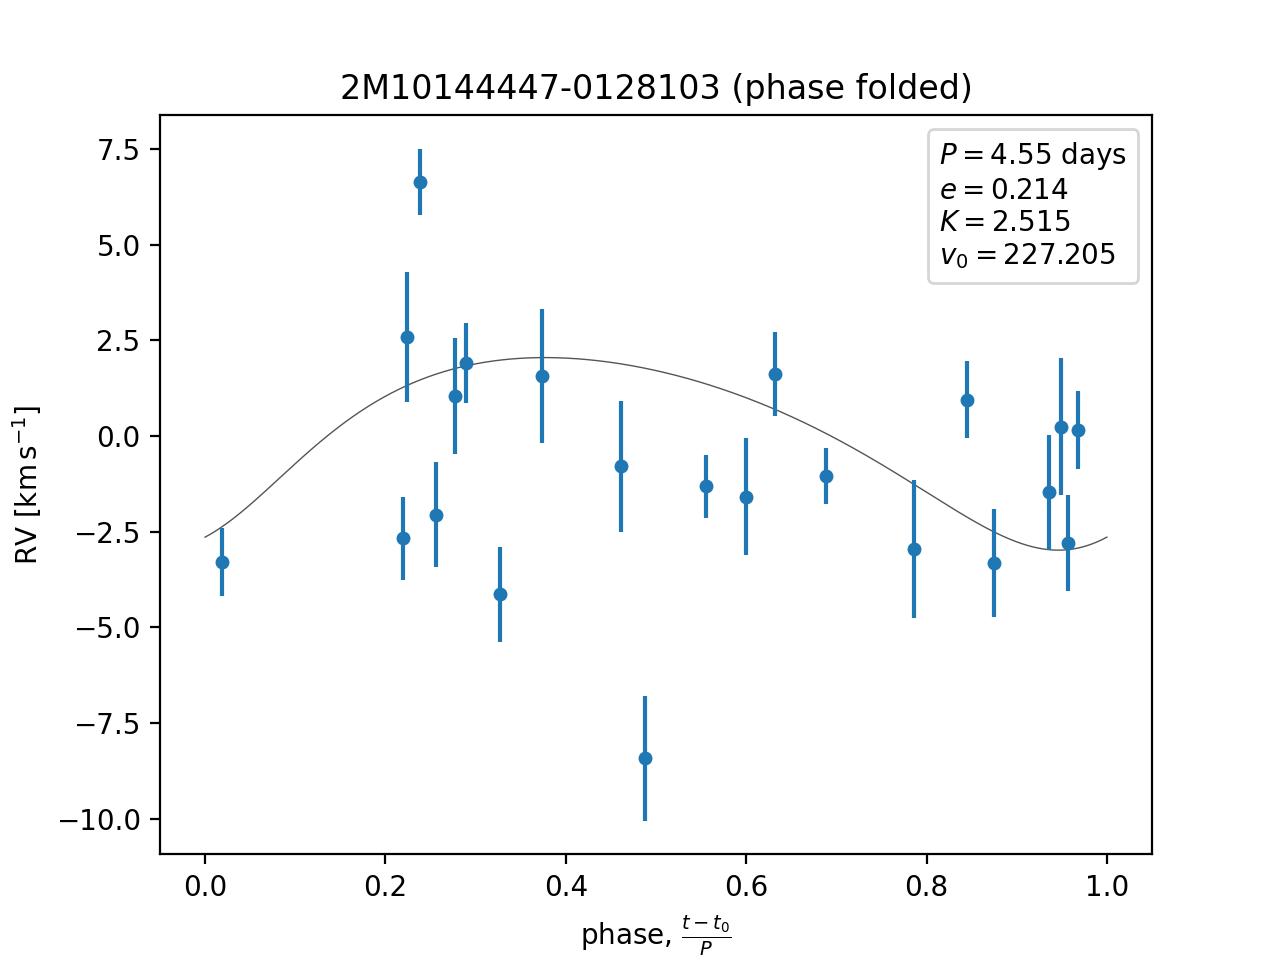 2M10144447-0128103 (phase folded)
P = 4.55 days
e = 0.214
K = 2.515
v₀ = 227.205
RV [km s⁻¹]
7.5
5.0
2.5
0.0
−2.5
−5.0
−7.5
−10.0
0.0 0.2 0.4 0.6 0.8 1.0
phase, (t − t₀)/P